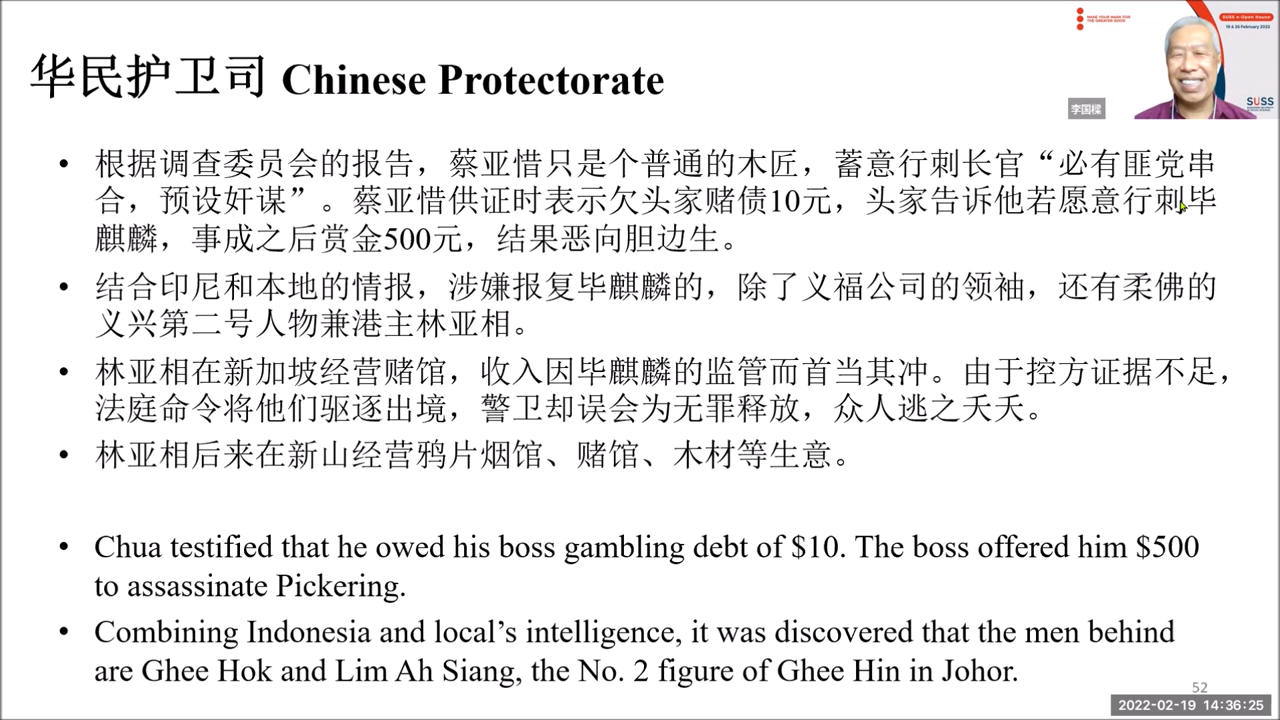 MAKE YOUR MARK FOR
THE GREATER GOOD
SUSS e-Open House
19 & 26 February 2022
李国樑
SUSS
华民护卫司 Chinese Protectorate
• 根据调查委员会的报告，蔡亚惜只是个普通的木匠，蓄意行刺长官“必有匪党串
合，预设奸谋”。蔡亚惜供证时表示欠头家赌债10元，头家告诉他若愿意行刺毕
麒麟，事成之后赏金500元，结果恶向胆边生。
• 结合印尼和本地的情报，涉嫌报复毕麒麟的，除了义福公司的领袖，还有柔佛的
义兴第二号人物兼港主林亚相。
• 林亚相在新加坡经营赌馆，收入因毕麒麟的监管而首当其冲。由于控方证据不足，
法庭命令将他们驱逐出境，警卫却误会为无罪释放，众人逃之夭夭。
• 林亚相后来在新山经营鸦片烟馆、赌馆、木材等生意。
• Chua testified that he owed his boss gambling debt of $10. The boss offered him $500
to assassinate Pickering.
• Combining Indonesia and local’s intelligence, it was discovered that the men behind
are Ghee Hok and Lim Ah Siang, the No. 2 figure of Ghee Hin in Johor.
52
2022-02-19 14:36:25